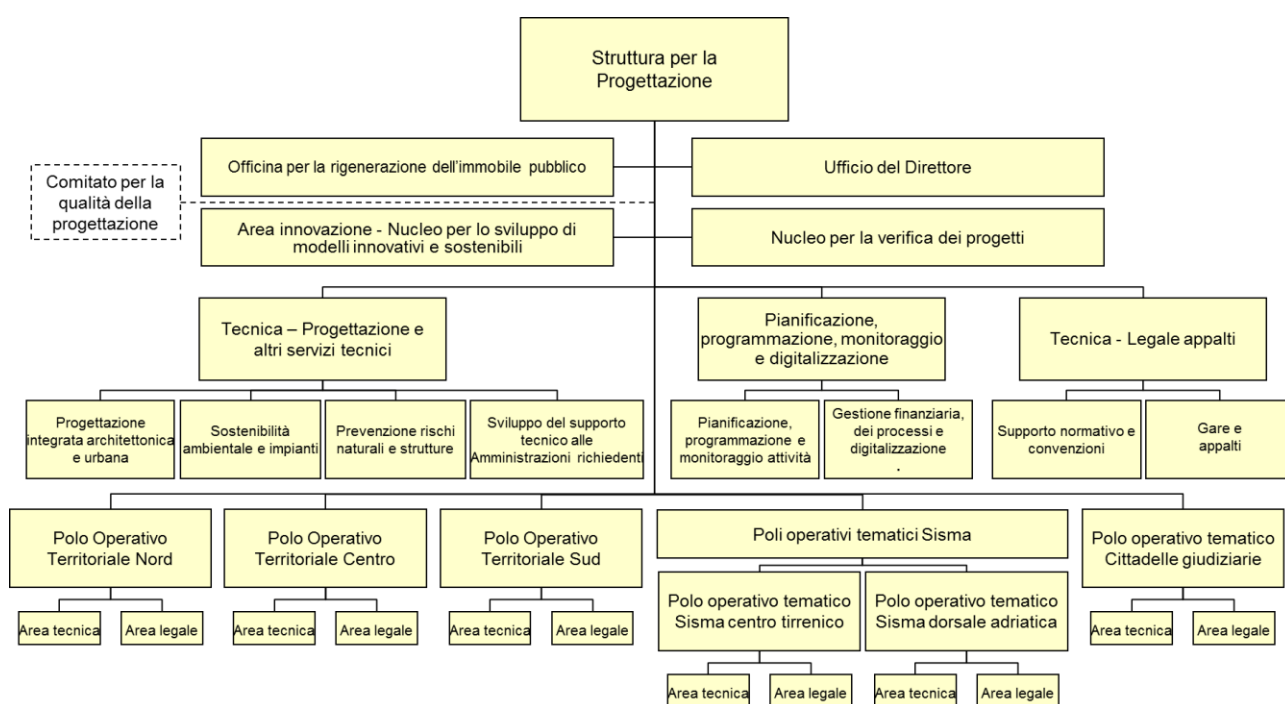 Struttura per la
Progettazione
Officina per la rigenerazione dell'immobile pubblico
Ufficio del Direttore
Comitato per la
qualità della
progettazione
Area innovazione - Nucleo per lo sviluppo di
modelli innovativi e sostenibili
Nucleo per la verifica dei progetti
Tecnica – Progettazione e
altri servizi tecnici
Pianificazione,
programmazione, monitoraggio
e digitalizzazione
Tecnica - Legale appalti
Progettazione
integrata architettonica
e urbana
Sostenibilità
ambientale e impianti
Prevenzione rischi
naturali e strutture
Sviluppo del supporto
tecnico alle
Amministrazioni richiedenti
Pianificazione,
programmazione e
monitoraggio attività
Gestione finanziaria,
dei processi e
digitalizzazione
.
Supporto normativo e
convenzioni
Gare e
appalti
Polo Operativo
Territoriale Nord
Polo Operativo
Territoriale Centro
Polo Operativo
Territoriale Sud
Poli operativi tematici Sisma
Polo operativo tematico
Cittadelle giudiziarie
Polo operativo tematico
Sisma centro tirrenico
Polo operativo tematico
Sisma dorsale adriatica
Area tecnica
Area legale
Area tecnica
Area legale
Area tecnica
Area legale
Area tecnica
Area legale
Area tecnica
Area legale
Area tecnica
Area legale